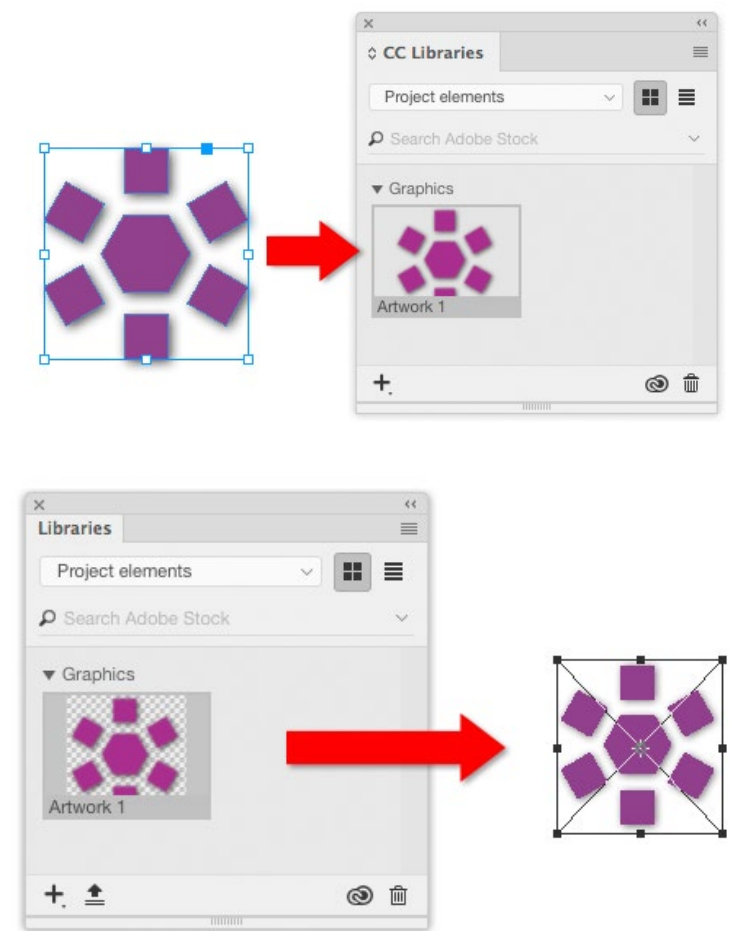 CC Libraries
Project elements
Search Adobe Stock
Graphics
Artwork 1
Libraries
Project elements
Search Adobe Stock
Graphics
Artwork 1